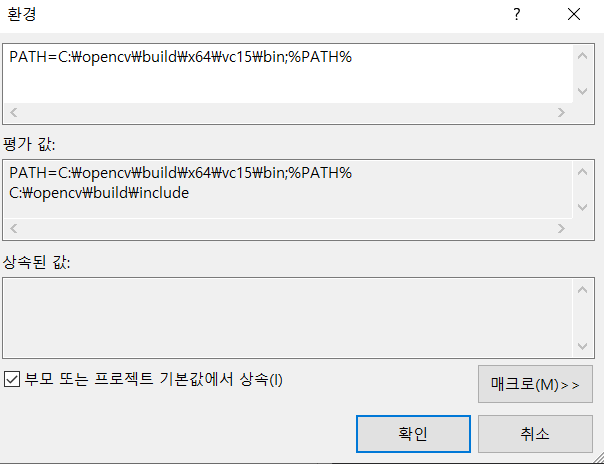 환경
?
PATH=C:₩opencv₩build₩x64₩vc15₩bin;%PATH%
평가 값:
PATH=C:₩opencv₩build₩x64₩vc15₩bin;%PATH%
C:₩opencv₩build₩include
상속된 값:
부모 또는 프로젝트 기본값에서 상속(I)
매크로(M)>>
확인
취소